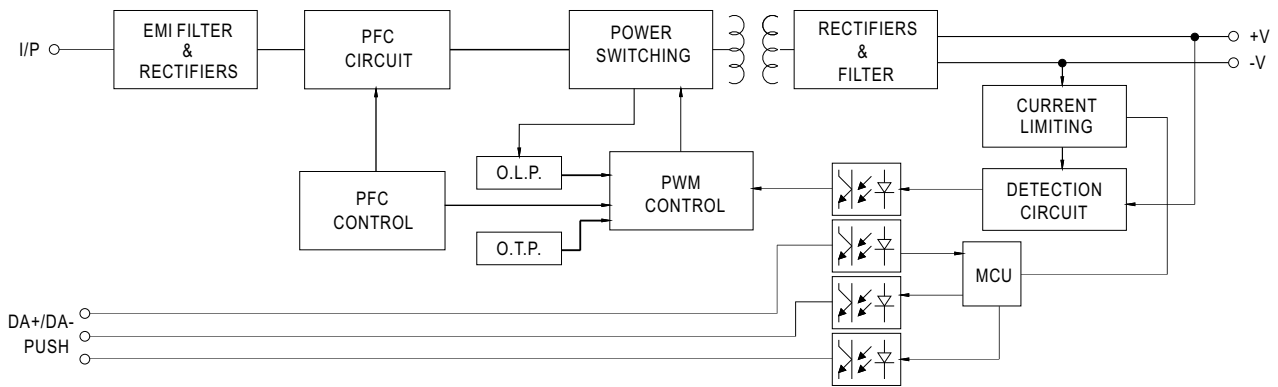 I/P
EMI FILTER
&
RECTIFIERS
PFC
CIRCUIT
POWER
SWITCHING
RECTIFIERS
&
FILTER
+V
-V
CURRENT
LIMITING
O.L.P.
PFC
CONTROL
PWM
CONTROL
DETECTION
CIRCUIT
O.T.P.
MCU
DA+/DA-
PUSH